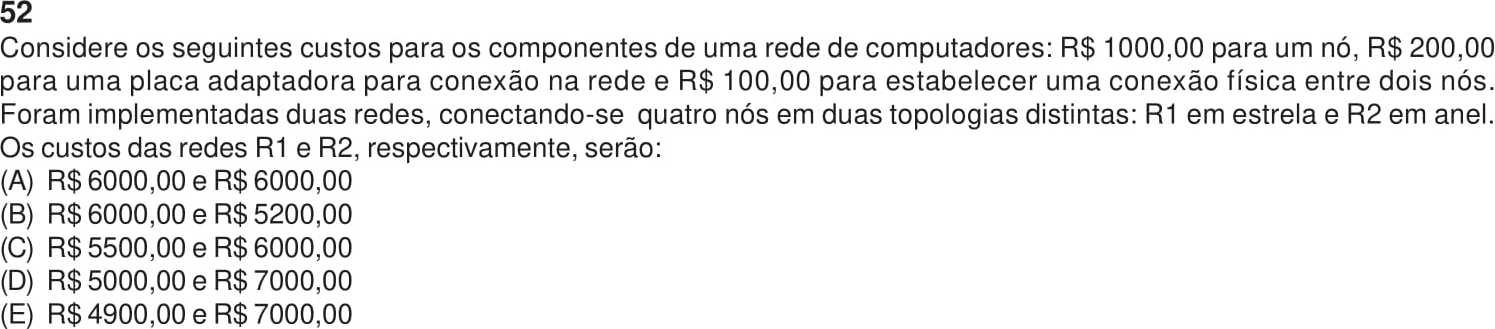 52
Considere os seguintes custos para os componentes de uma rede de computadores: R$ 1000,00 para um nó, R$ 200,00
para uma placa adaptadora para conexão na rede e R$ 100,00 para estabelecer uma conexão física entre dois nós.
Foram implementadas duas redes, conectando-se quatro nós em duas topologias distintas: R1 em estrela e R2 em anel.
Os custos das redes R1 e R2, respectivamente, serão:
(A) R$ 6000,00 e R$ 6000,00
(B) R$ 6000,00 e R$ 5200,00
(C) R$ 5500,00 e R$ 6000,00
(D) R$ 5000,00 e R$ 7000,00
(E) R$ 4900,00 e R$ 7000,00